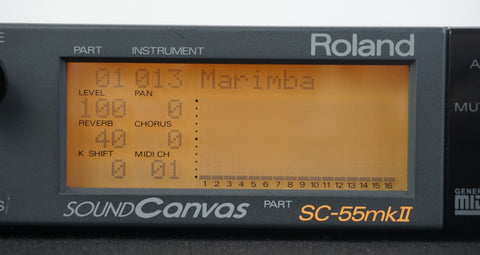 PART INSTRUMENT Roland
01 013 Marimba
LEVEL PAN
100 0
REVERB CHORUS
40 0
K SHIFT MIDI CH
0 01
1 2 3 4 5 6 7 8 9 10 11 12 13 14 15 16
SOUND Canvas PART SC-55mkII